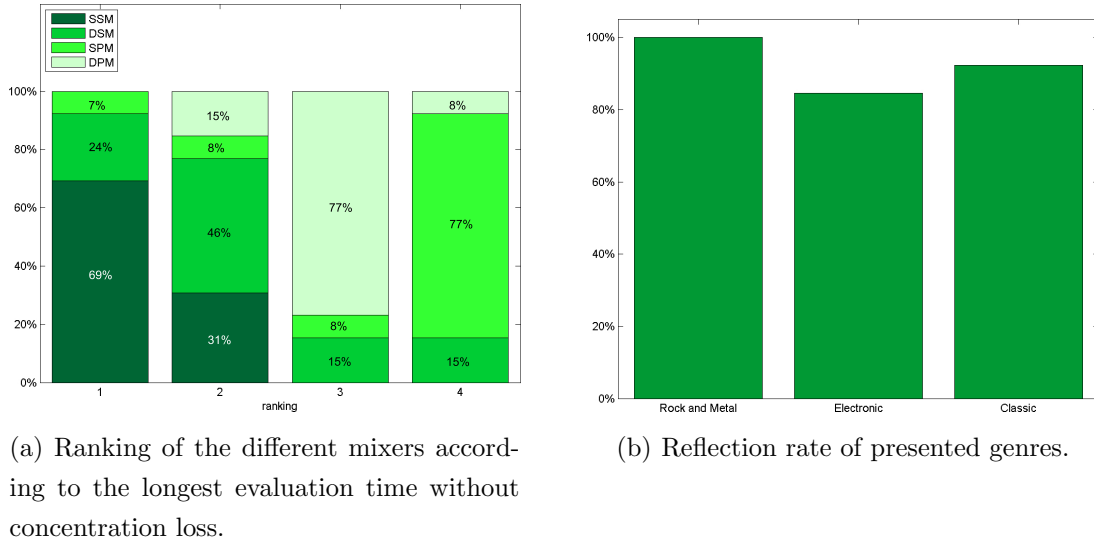 SSM
DSM
SPM
DPM
100%
80%
60%
40%
20%
0%
7%
24%
69%
15%
8%
46%
31%
77%
8%
15%
8%
77%
15%
1 2 3 4
ranking
(a) Ranking of the different mixers accord-
ing to the longest evaluation time without
concentration loss.
100%
80%
60%
40%
20%
0%
Rock and Metal Electronic Classic
(b) Reflection rate of presented genres.